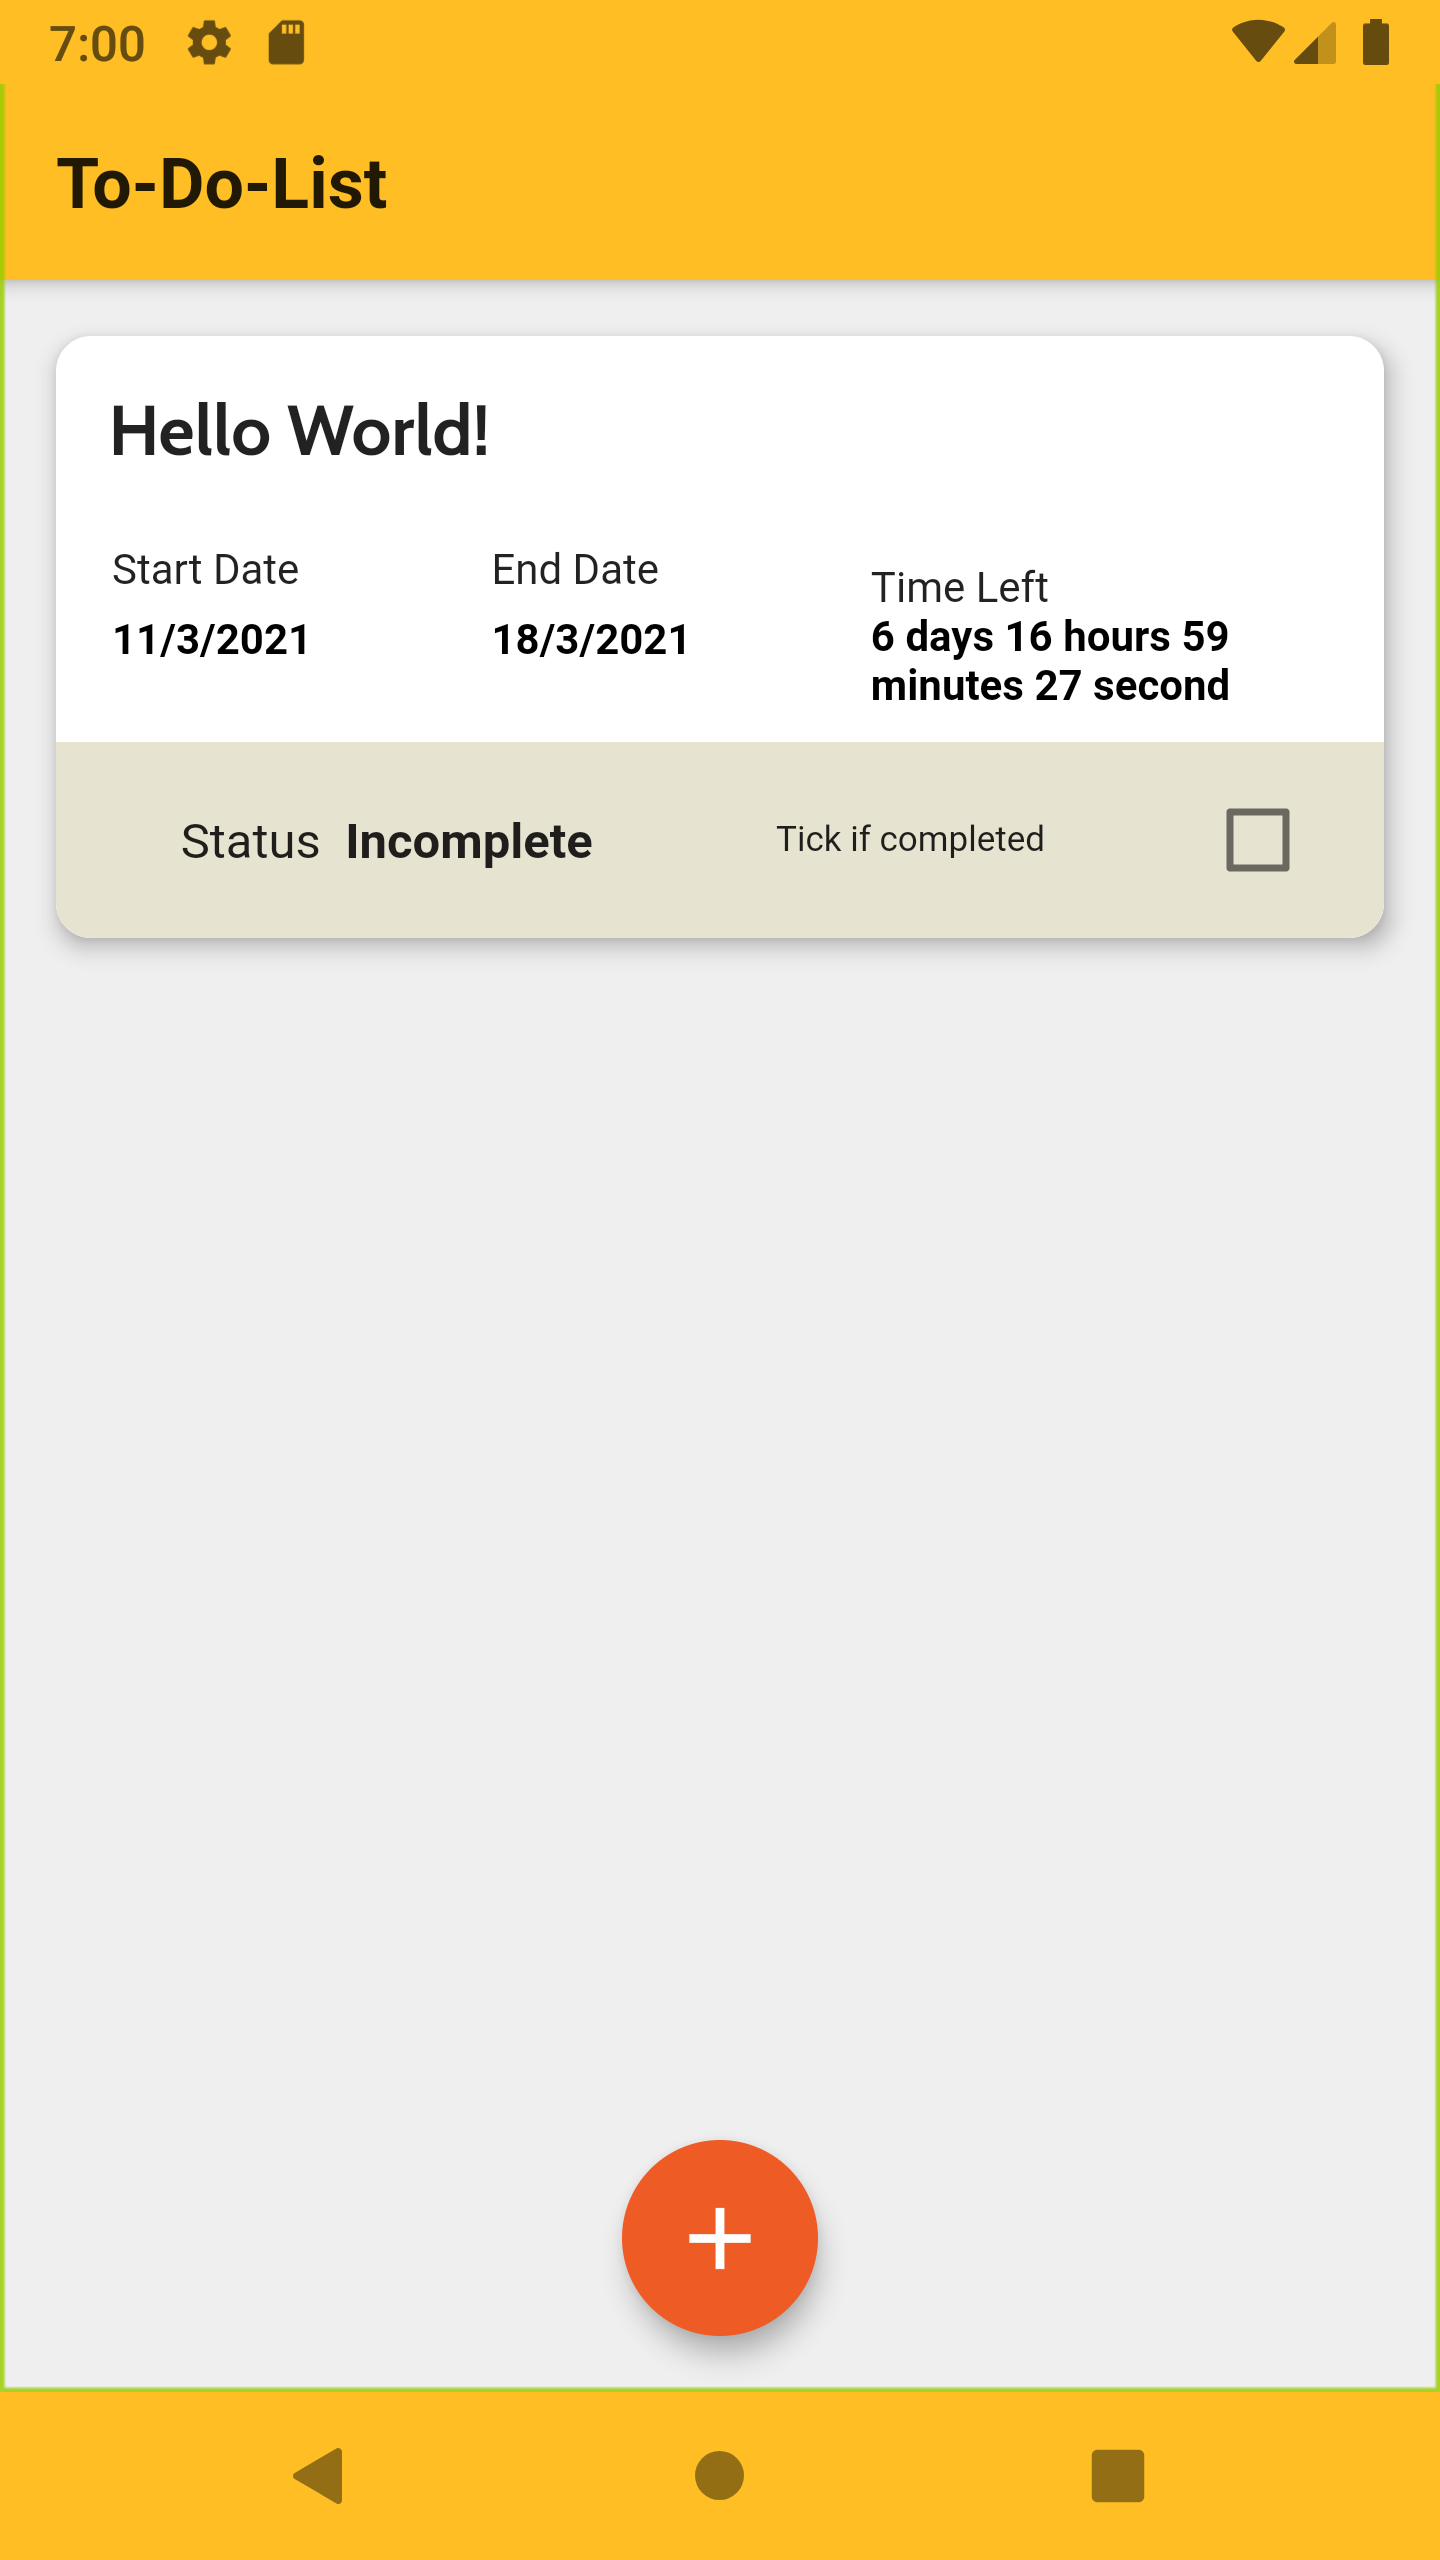 7:00
To-Do-List
Hello World!
Start Date
11/3/2021
End Date
18/3/2021
Time Left
6 days 16 hours 59
minutes 27 second
Status Incomplete
Tick if completed